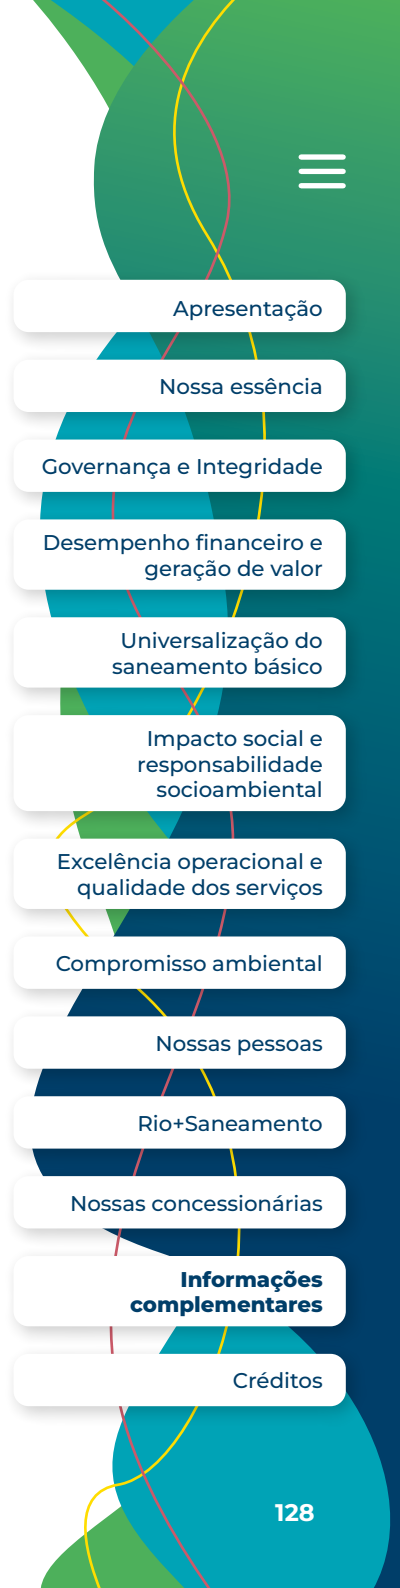 Apresentação
Nossa essência
Governança e Integridade
Desempenho financeiro e
geração de valor
Universalização do
saneamento básico
Impacto social e
responsabilidade
socioambiental
Excelência operacional e
qualidade dos serviços
Compromisso ambiental
Nossas pessoas
Rio+Saneamento
Nossas concessionárias
Informações
complementares
Créditos
128